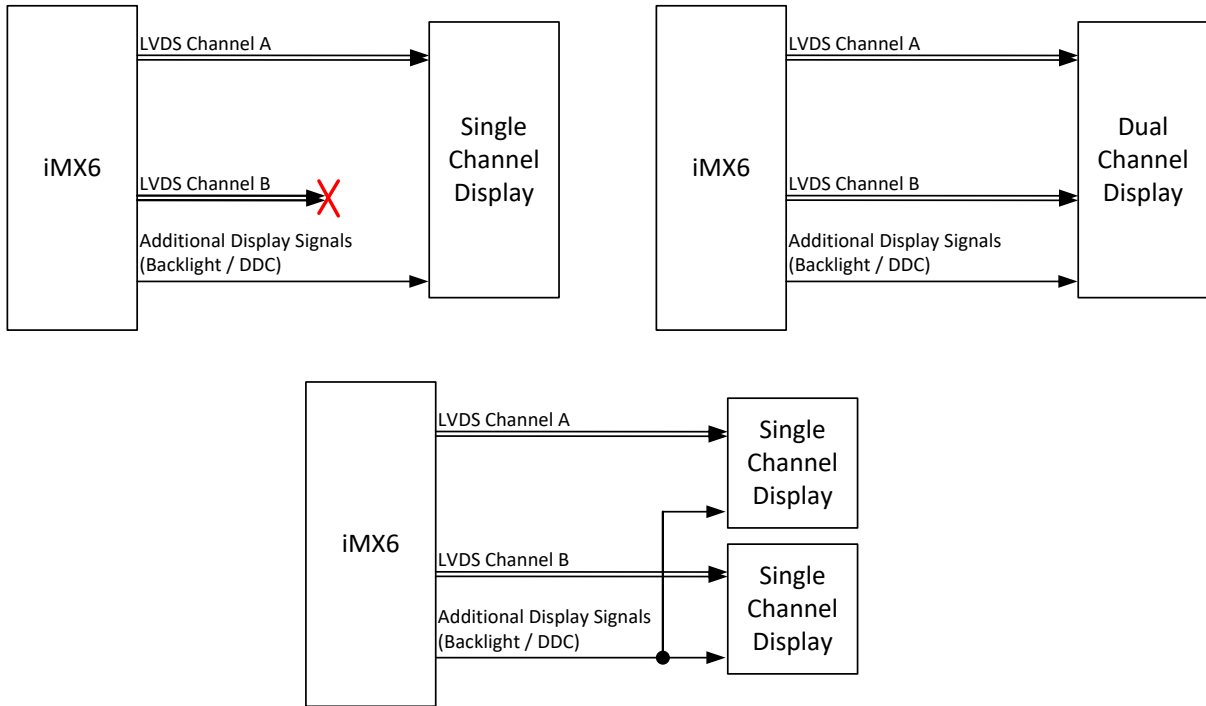 LVDS Channel A
iMX6
LVDS Channel B
Additional Display Signals
(Backlight / DDC)
Single
Channel
Display
LVDS Channel A
iMX6
LVDS Channel B
Additional Display Signals
(Backlight / DDC)
Dual
Channel
Display
LVDS Channel A
iMX6
LVDS Channel B
Additional Display Signals
(Backlight / DDC)
Single
Channel
Display
Single
Channel
Display